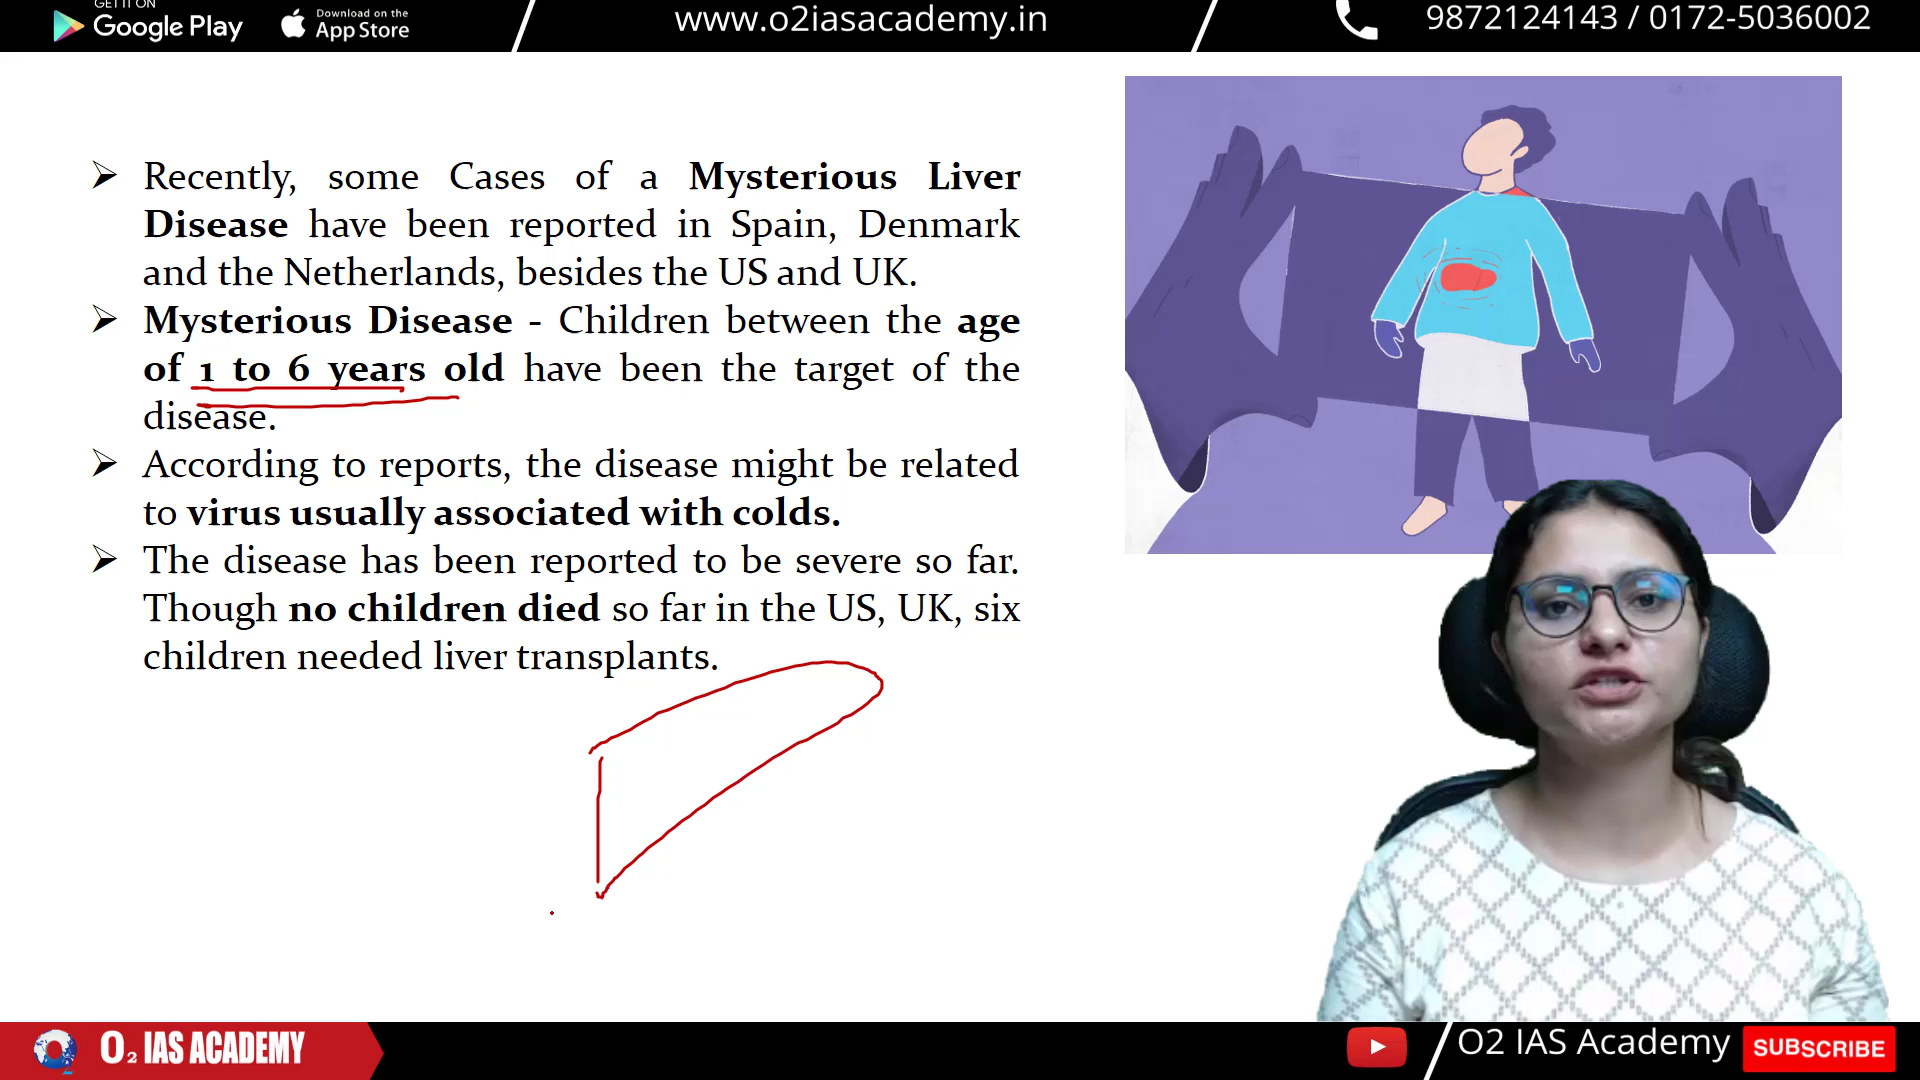 GET IT ON
Google Play
Download on the
App Store
www.o2iasacademy.in
9872124143 / 0172-5036002
➢ Recently, some Cases of a Mysterious Liver
Disease have been reported in Spain, Denmark
and the Netherlands, besides the US and UK.
➢ Mysterious Disease - Children between the age
of 1 to 6 years old have been the target of the
disease.
➢ According to reports, the disease might be related
to virus usually associated with colds.
➢ The disease has been reported to be severe so far.
Though no children died so far in the US, UK, six
children needed liver transplants.
O2 IAS ACADEMY
O2 IAS Academy
SUBSCRIBE